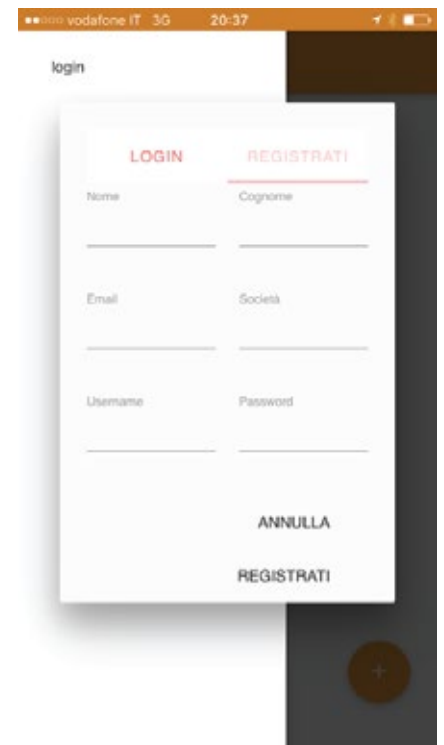 vodafone IT 3G 20:37
login
LOGIN REGISTRATI
Nome Cognome
Email Società
Username Password
ANNULLA
REGISTRATI
+